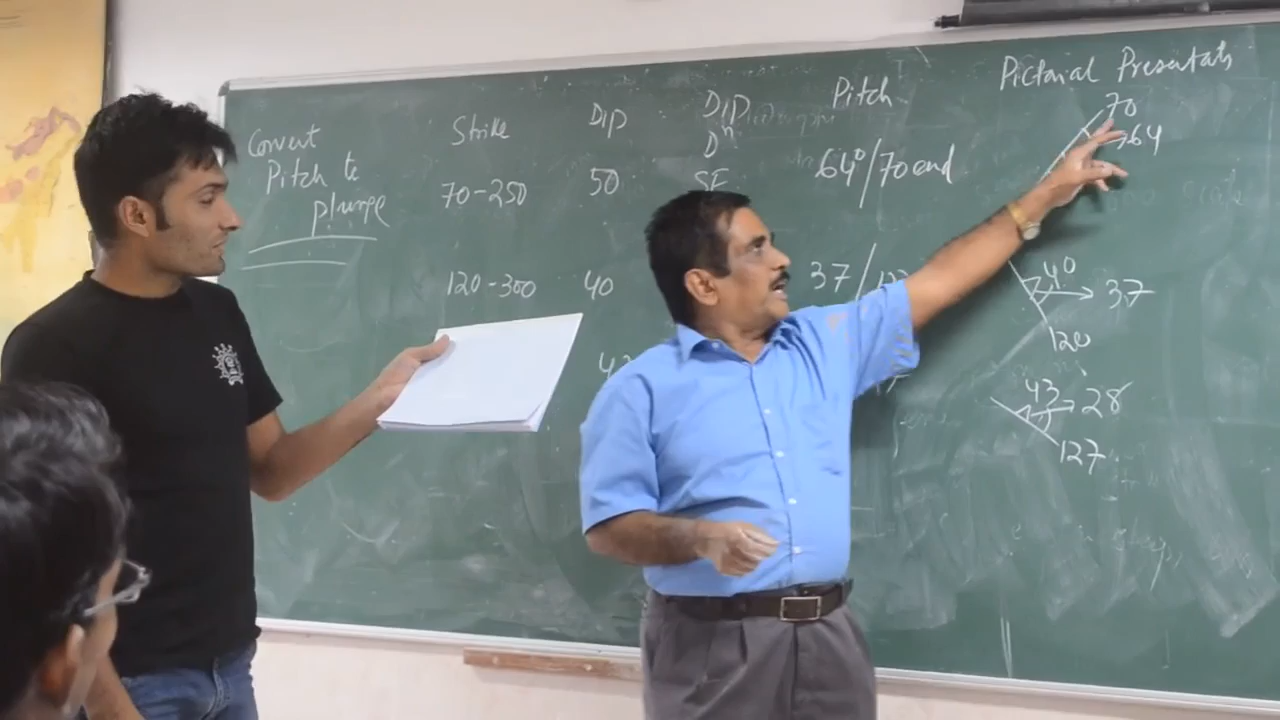 Convert
Pitch to
plunge
Strike
Dip
Dip
Dn
Pitch
Pictorial
70-250
50
SE
64°/70 end
70
64
120-300
40
37/
40
37
120
43
28
127